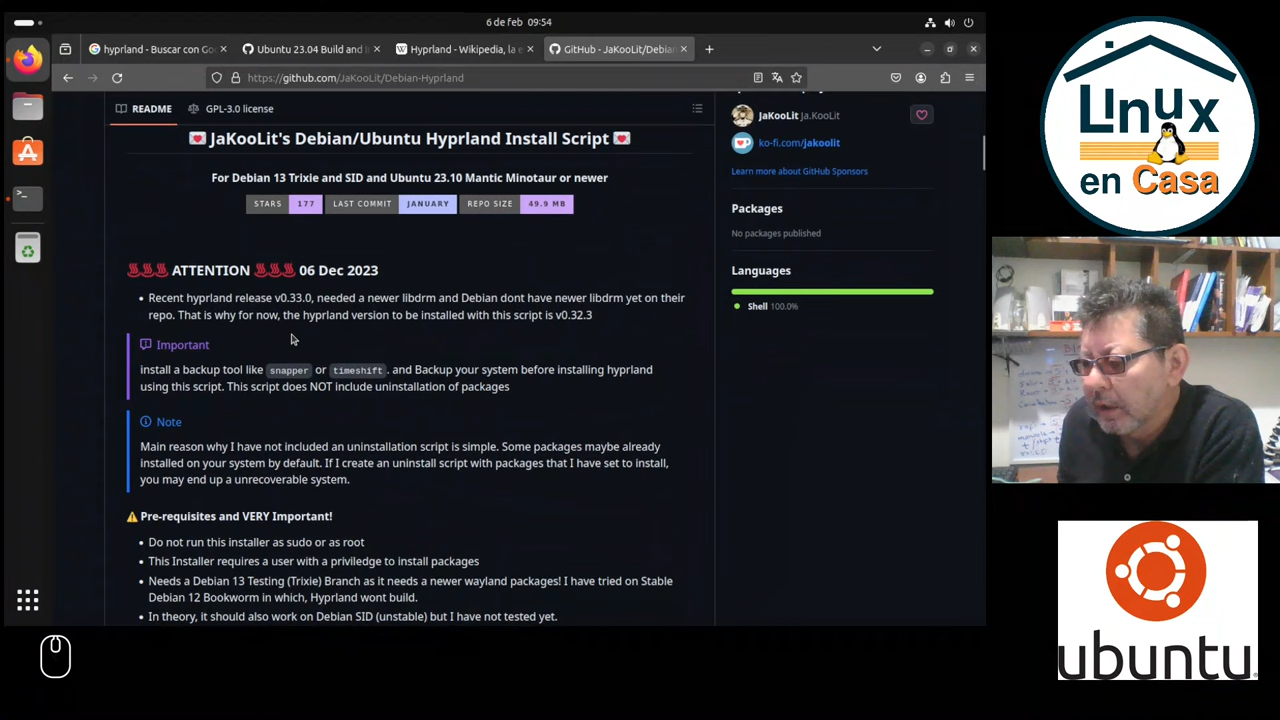 6 de feb 09:54
hyprland - Buscar con Go
Ubuntu 23.04 Build and I
Hyprland - Wikipedia, la e
GitHub - JaKooLit/Debian
https://github.com/JaKooLit/Debian-Hyprland
README
GPL-3.0 license
JaKooLit's Debian/Ubuntu Hyprland Install Script
For Debian 13 Trixie and SID and Ubuntu 23.10 Mantic Minotaur or newer
STARS 177 LAST COMMIT JANUARY REPO SIZE 49.9 MB
ATTENTION 06 Dec 2023
• Recent hyprland release v0.33.0, needed a newer libdrm and Debian dont have newer libdrm yet on their
repo. That is why for now, the hyprland version to be installed with this script is v0.32.3
Important
install a backup tool like snapper or timeshift. and Backup your system before installing hyprland
using this script. This script does NOT include uninstallation of packages
Note
Main reason why I have not included an uninstallation script is simple. Some packages maybe already
installed on your system by default. If I create an uninstall script with packages that I have set to install,
you may end up a unrecoverable system.
Pre-requisites and VERY Important!
• Do not run this installer as sudo or as root
• This Installer requires a user with a priviledge to install packages
• Needs a Debian 13 Testing (Trixie) Branch as it needs a newer wayland packages! I have tried on Stable
Debian 12 Bookworm in which, Hyprland wont build.
• In theory, it should also work on Debian SID (unstable) but I have not tested yet.
JaKooLit Ja.KooLit
ko-fi.com/jakoolit
Learn more about GitHub Sponsors
Packages
No packages published
Languages
Shell 100.0%
Linux
en Casa
ubuntu